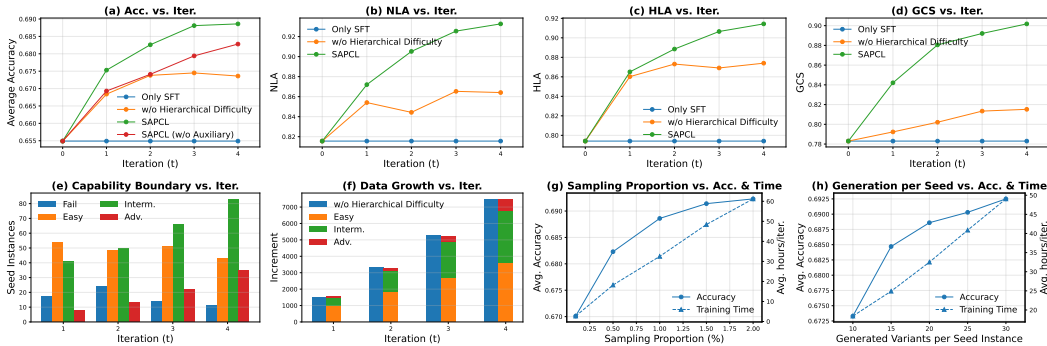 (a) Acc. vs. Iter.
Average Accuracy
0.690
0.685
0.680
0.675
0.670
0.665
0.660
0.655
Only SFT
w/o Hierarchical Difficulty
SAPCL
SAPCL (w/o Auxiliary)
0 1 2 3 4
Iteration (t)
(b) NLA vs. Iter.
NLA
0.92
0.90
0.88
0.86
0.84
0.82
Only SFT
w/o Hierarchical Difficulty
SAPCL
0 1 2 3 4
Iteration (t)
(c) HLA vs. Iter.
HLA
0.90
0.88
0.86
0.84
0.82
0.80
Only SFT
w/o Hierarchical Difficulty
SAPCL
0 1 2 3 4
Iteration (t)
(d) GCS vs. Iter.
GCS
0.90
0.88
0.86
0.84
0.82
0.80
0.78
Only SFT
w/o Hierarchical Difficulty
SAPCL
0 1 2 3 4
Iteration (t)
(e) Capability Boundary vs. Iter.
Seed Instances
80
70
60
50
40
30
20
10
0
Fail
Easy
Interm.
Adv.
1 2 3 4
Iteration (t)
(f) Data Growth vs. Iter.
Increment
7000
6000
5000
4000
3000
2000
1000
0
w/o Hierarchical Difficulty
Easy
Interm.
Adv.
1 2 3 4
Iteration (t)
(g) Sampling Proportion vs. Acc. & Time
Avg. Accuracy
0.690
0.685
0.680
0.675
0.670
Accuracy
Training Time
60
50
40
30
20
10
0
Avg. hours/iter.
0.25 0.50 0.75 1.00 1.25 1.50 1.75 2.00
Sampling Proportion (%)
(h) Generation per Seed vs. Acc. & Time
Avg. Accuracy
0.6925
0.6900
0.6875
0.6850
0.6825
0.6800
0.6775
0.6750
0.6725
Accuracy
Training Time
50
45
40
35
30
25
20
Avg. hours/iter.
10 15 20 25 30
Generated Variants per Seed Instance